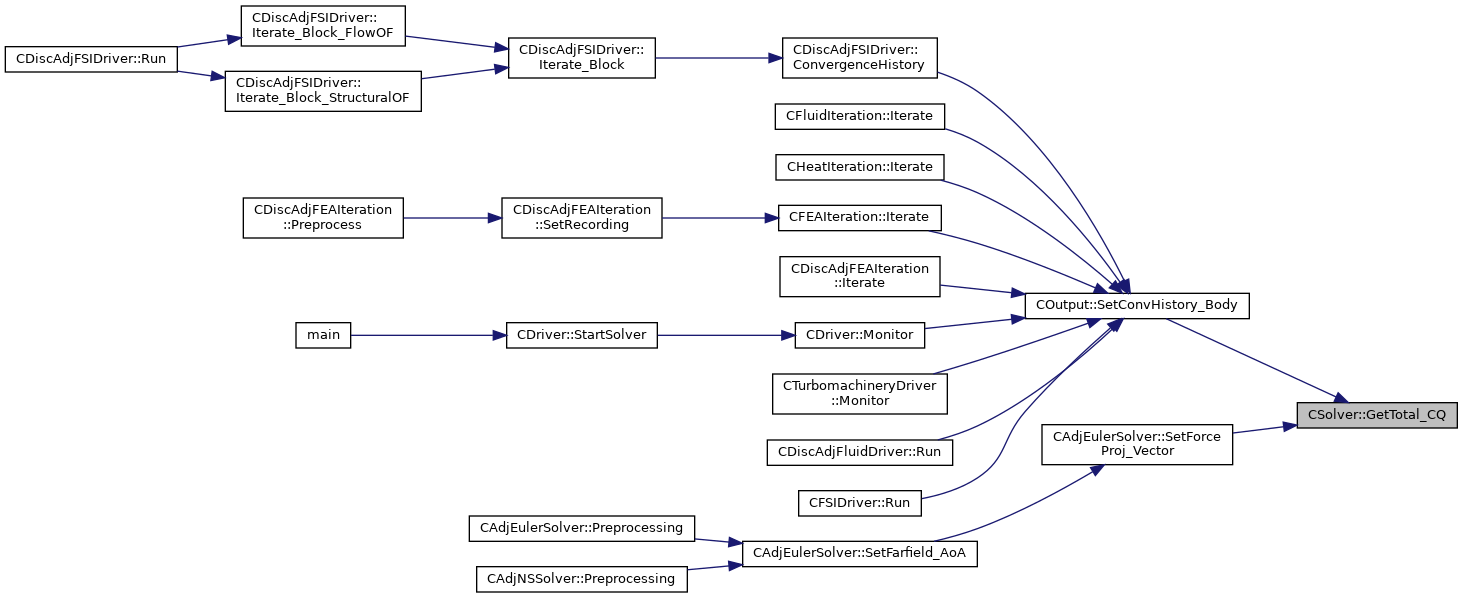 CDiscAdjFSIDriver::Run
CDiscAdjFSIDriver::
Iterate_Block_FlowOF
CDiscAdjFSIDriver::
Iterate_Block_StructuralOF
CDiscAdjFSIDriver::
Iterate_Block
CDiscAdjFSIDriver::
ConvergenceHistory
CFluidIteration::Iterate
CHeatIteration::Iterate
CDiscAdjFEAIteration
::Preprocess
CDiscAdjFEAIteration
::SetRecording
CFEAIteration::Iterate
CDiscAdjFEAIteration
::Iterate
COutput::SetConvHistory_Body
main
CDriver::StartSolver
CDriver::Monitor
CTurbomachineryDriver
::Monitor
CSolver::GetTotal_CQ
CDiscAdjFluidDriver::Run
CAdjEulerSolver::SetForce
Proj_Vector
CFSIDriver::Run
CAdjEulerSolver::Preprocessing
CAdjEulerSolver::SetFarfield_AoA
CAdjNSSolver::Preprocessing